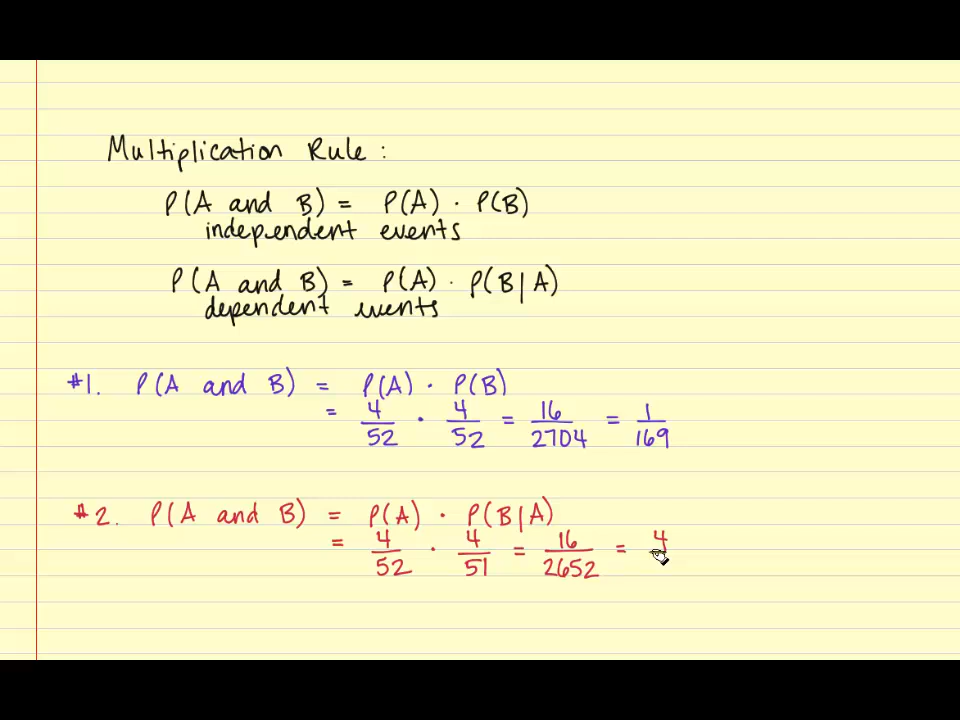 Multiplication Rule:
P(A and B) = P(A) · P(B)
independent events
P(A and B) = P(A) · P(B|A)
dependent events
#1. P(A and B) = P(A) · P(B)
= 4/52 · 4/52 = 16/2704 = 1/169
#2. P(A and B) = P(A) · P(B|A)
= 4/52 · 4/51 = 16/2652 = 4